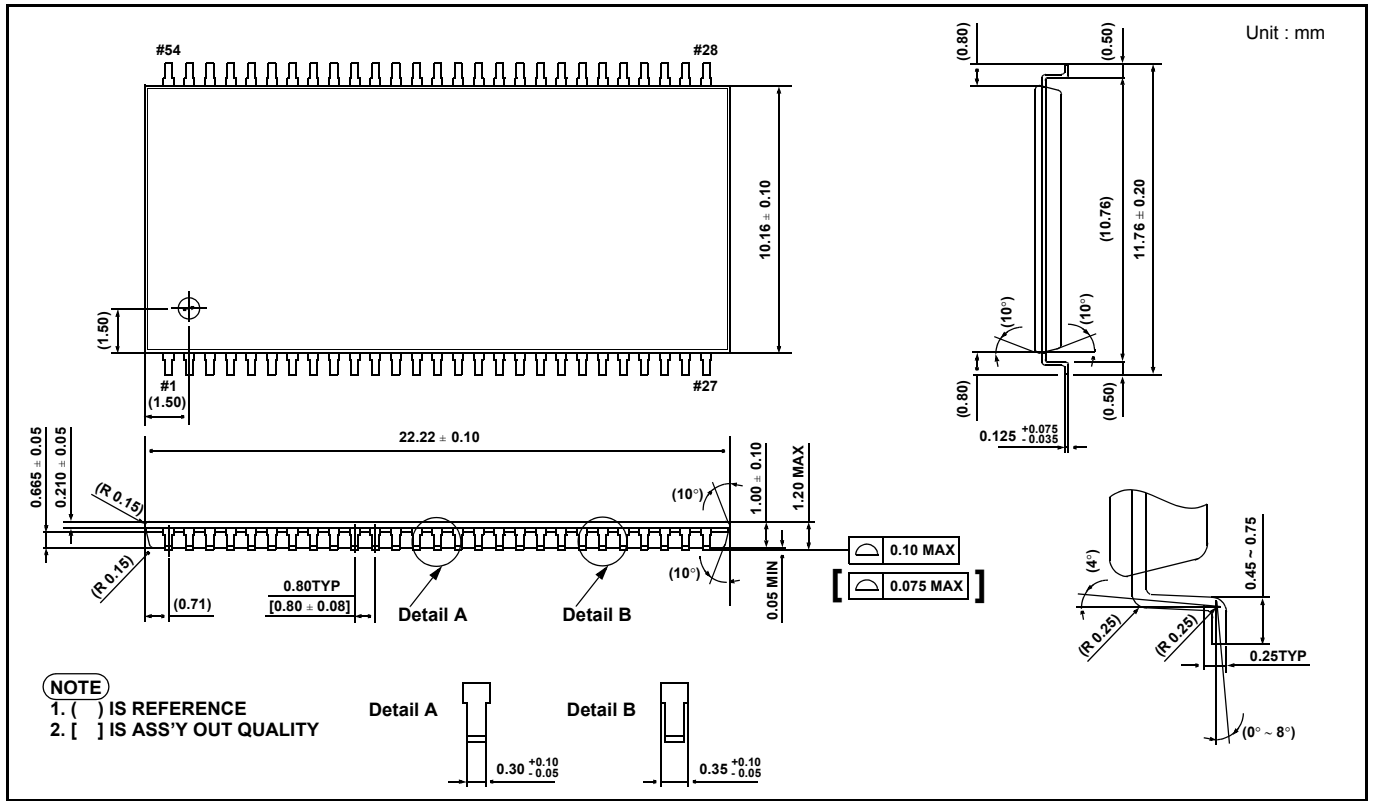 Unit : mm
#54
#28
(0.80)
(0.50)
10.16 ± 0.10
(10.76)
11.76 ± 0.20
(1.50)
(10°)
(10°)
#1
#27
(1.50)
(0.80)
(0.50)
0.125 +0.075 - 0.035
0.665 ± 0.05
0.210 ± 0.05
22.22 ± 0.10
1.00 ± 0.10
1.20 MAX
(R 0.15)
(10°)
(R 0.15)
(10°)
0.05 MIN
0.10 MAX
[ 0.075 MAX ]
(0.71)
0.80TYP
[0.80 ± 0.08]
Detail A
Detail B
(4°)
0.45 ~ 0.75
(R 0.25)
(R 0.25)
0.25TYP
(0° ~ 8°)
NOTE
1. ( ) IS REFERENCE
2. [ ] IS ASS'Y OUT QUALITY
Detail A
Detail B
0.30 +0.10 - 0.05
0.35 +0.10 - 0.05